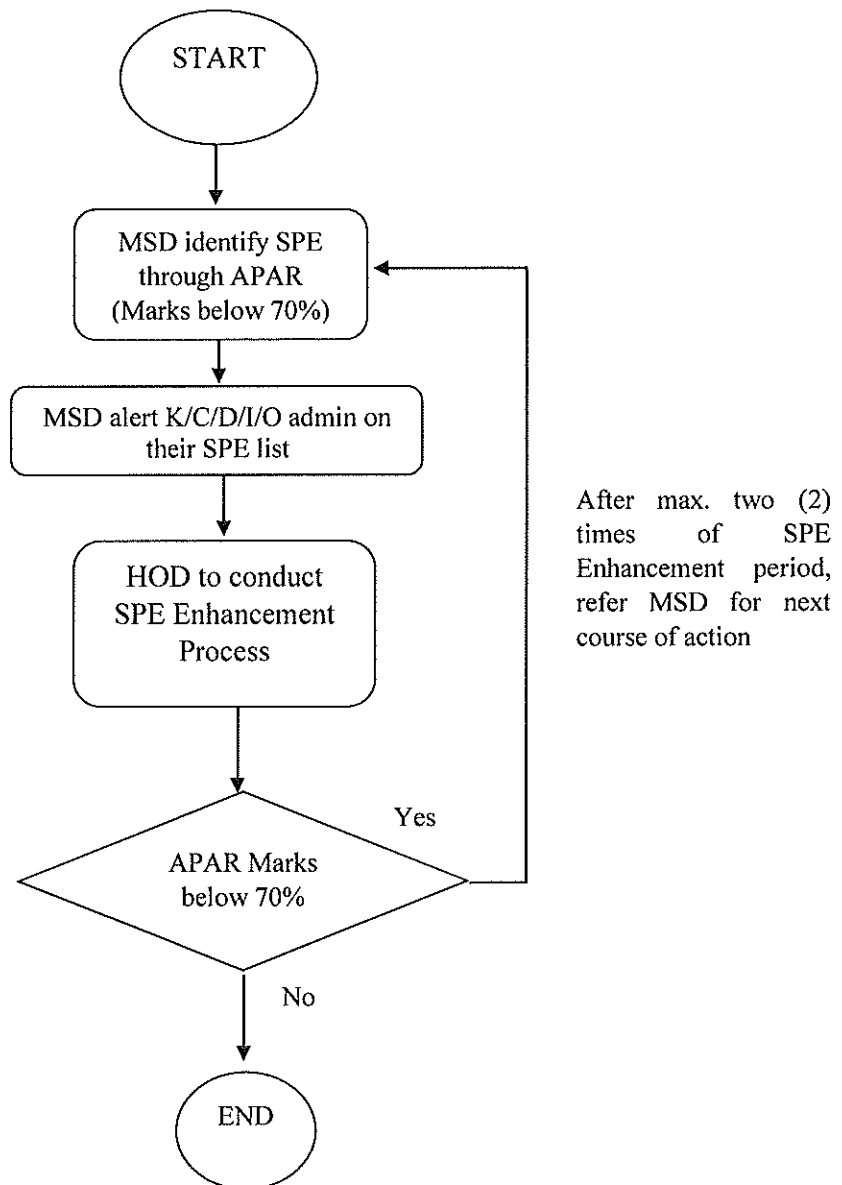 START
MSD identify SPE
through APAR
(Marks below 70%)
MSD alert K/C/D/I/O admin on
their SPE list
HOD to conduct
SPE Enhancement
Process
After max. two (2)
times of SPE
Enhancement period,
refer MSD for next
course of action
Yes
APAR Marks
below 70%
No
END